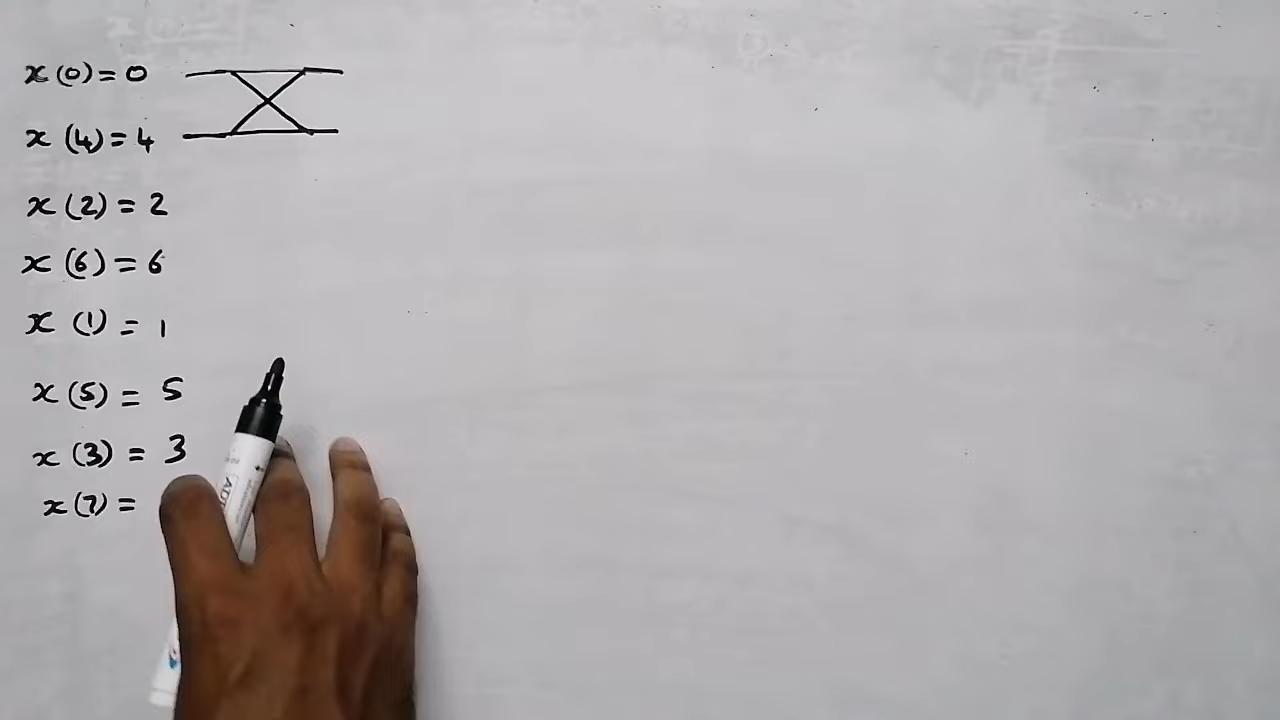 x(0)=0
x(4)=4
x(2)=2
x(6)=6
x(1)=1
x(5)=5
x(3)=3
x(7)=